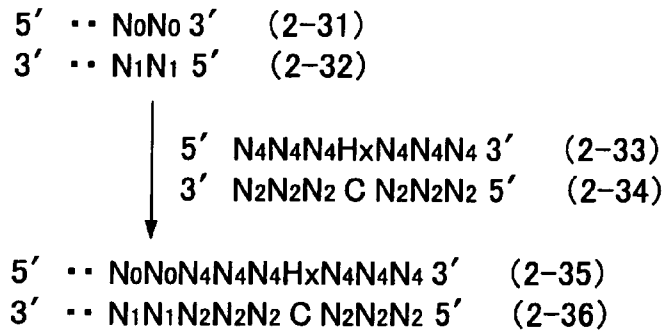 5′ ·· N₀N₀ 3′ (2-31)
3′ ·· N₁N₁ 5′ (2-32)
5′ N₄N₄N₄HxN₄N₄N₄ 3′ (2-33)
3′ N₂N₂N₂ C N₂N₂N₂ 5′ (2-34)
5′ ·· N₀N₀N₄N₄N₄HxN₄N₄N₄ 3′ (2-35)
3′ ·· N₁N₁N₂N₂N₂ C N₂N₂N₂ 5′ (2-36)